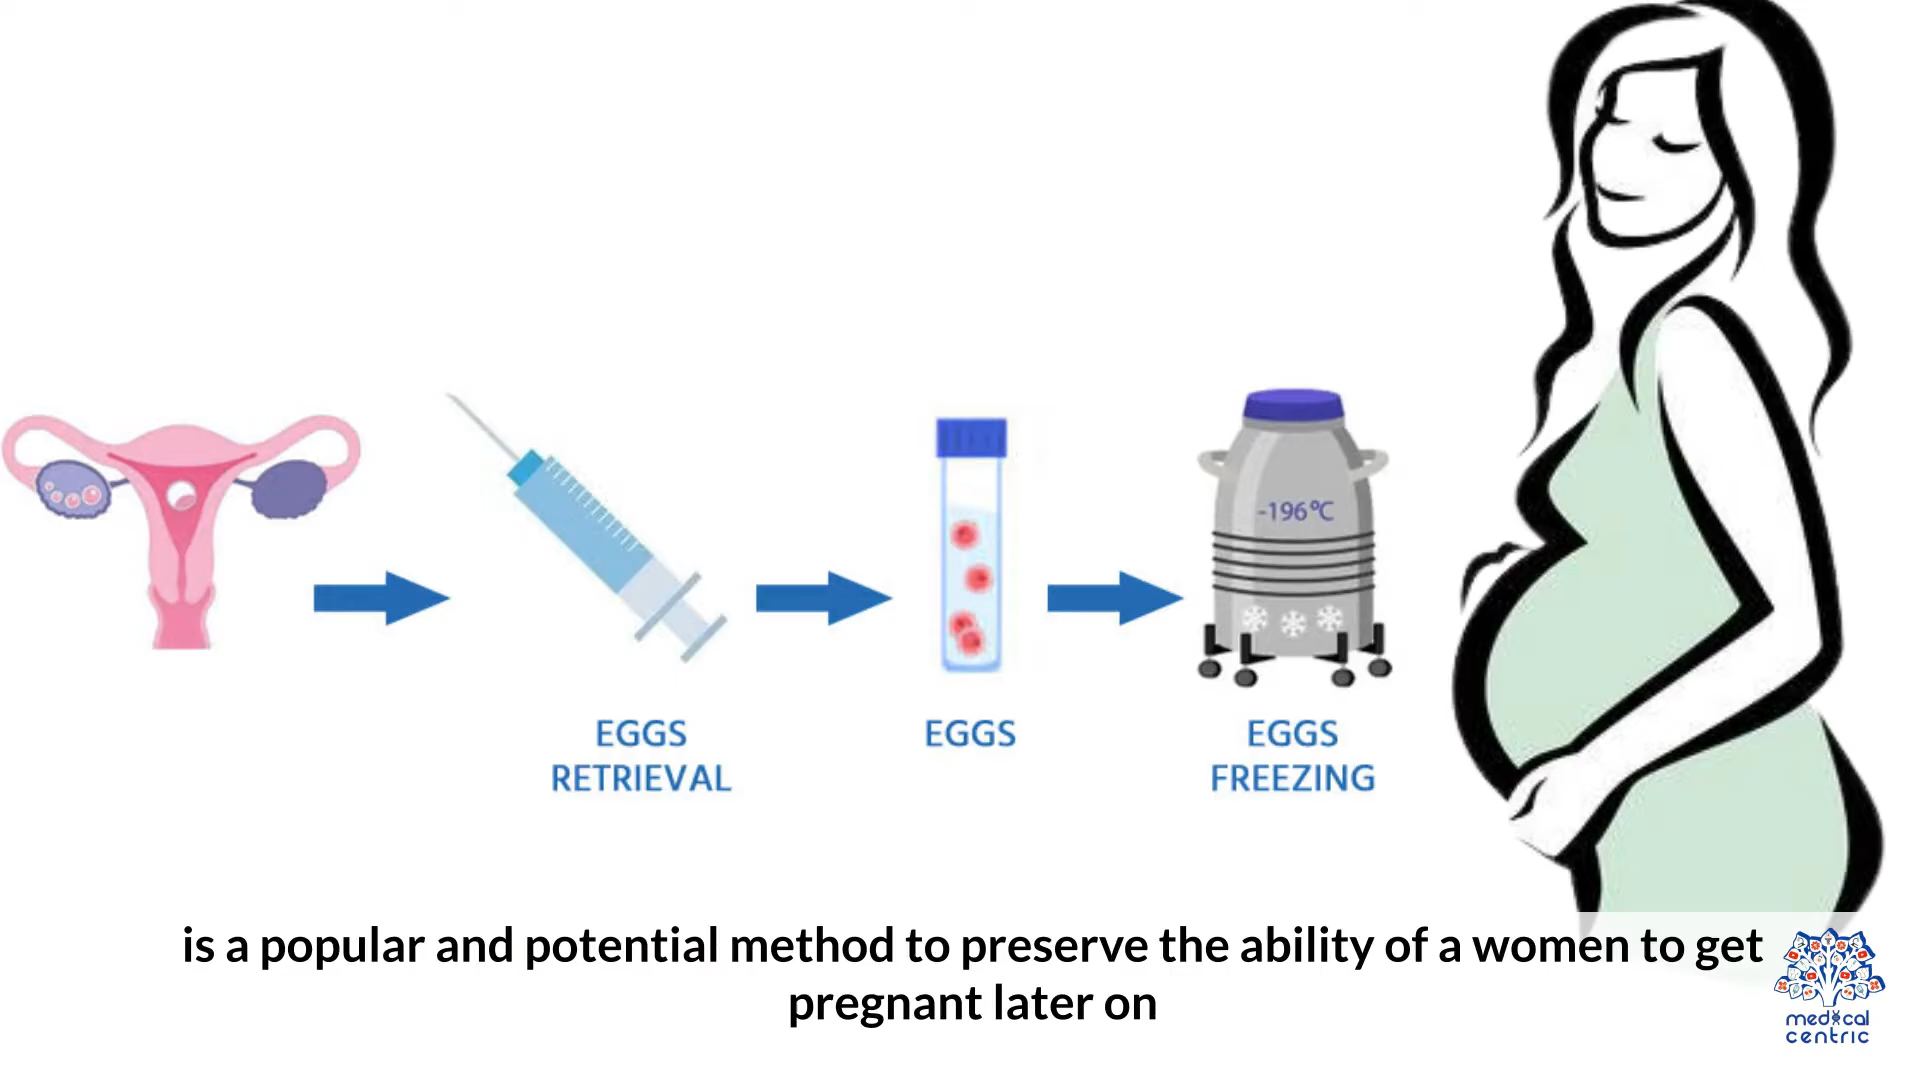 -196°C
EGGS
RETRIEVAL
EGGS
EGGS
FREEZING
is a popular and potential method to preserve the ability of a women to get
pregnant later on
medical
centric